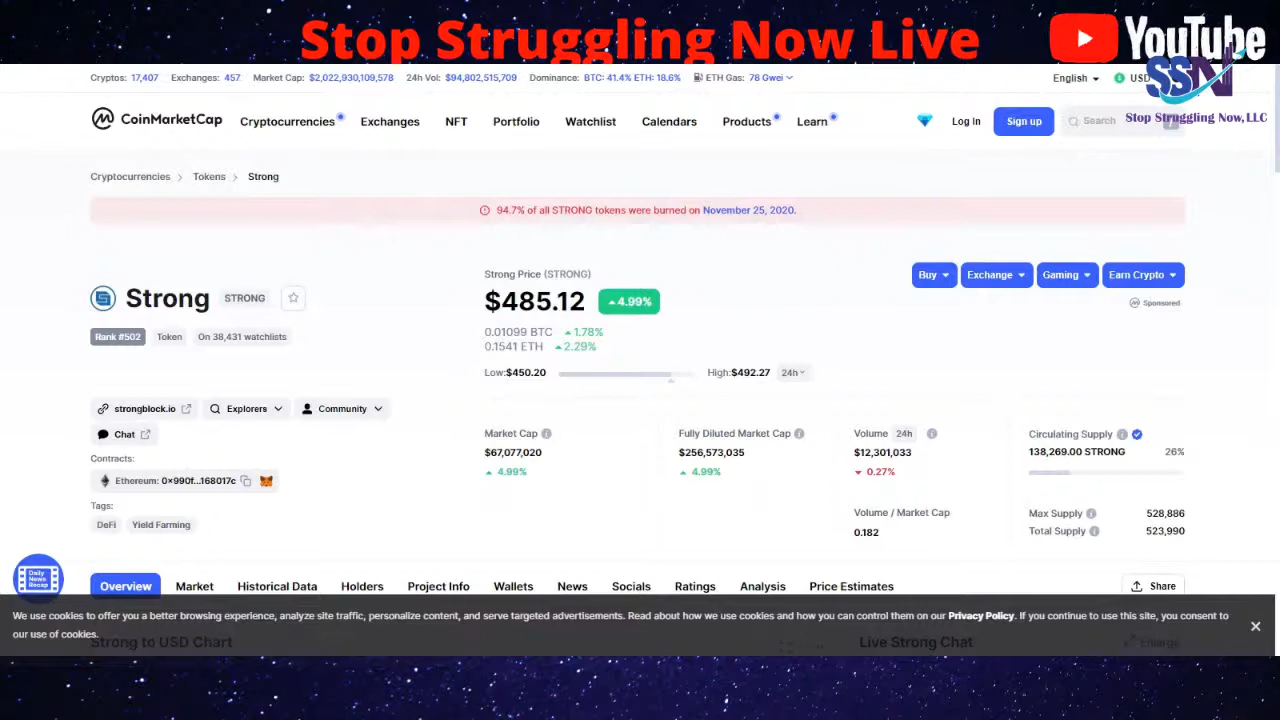 Stop Struggling Now Live
YouTube
Cryptos: 17,407 Exchanges: 457 Market Cap: $2,022,930,109,578 24h Vol: $94,802,515,709 Dominance: BTC: 41.4% ETH: 18.6% ETH Gas: 78 Gwei
English USD
SSN
Stop Struggling Now, LLC
CoinMarketCap Cryptocurrencies Exchanges NFT Portfolio Watchlist Calendars Products Learn Log In Sign up Search
Cryptocurrencies > Tokens > Strong
94.7% of all STRONG tokens were burned on November 25, 2020.
Strong STRONG
Rank #502 Token On 38,431 watchlists
Strong Price (STRONG)
$485.12 4.99%
0.01099 BTC 1.78%
0.1541 ETH 2.29%
Low: $450.20 High: $492.27 24h
Buy Exchange Gaming Earn Crypto
Sponsored
strongblock.io Explorers Community
Chat
Contracts:
Ethereum: 0x990f...168017c
Tags:
DeFi Yield Farming
Market Cap
$67,077,020
4.99%
Fully Diluted Market Cap
$256,573,035
4.99%
Volume 24h
$12,301,033
0.27%
Volume / Market Cap
0.182
Circulating Supply
138,269.00 STRONG 26%
Max Supply 528,886
Total Supply 523,990
Daily
News
Recap
Overview Market Historical Data Holders Project Info Wallets News Socials Ratings Analysis Price Estimates Share
We use cookies to offer you a better browsing experience, analyze site traffic, personalize content, and serve targeted advertisements. Read about how we use cookies and how you can control them on our Privacy Policy. If you continue to use this site, you consent to
our use of cookies.
Strong to USD Chart Live Strong Chat Enlarge